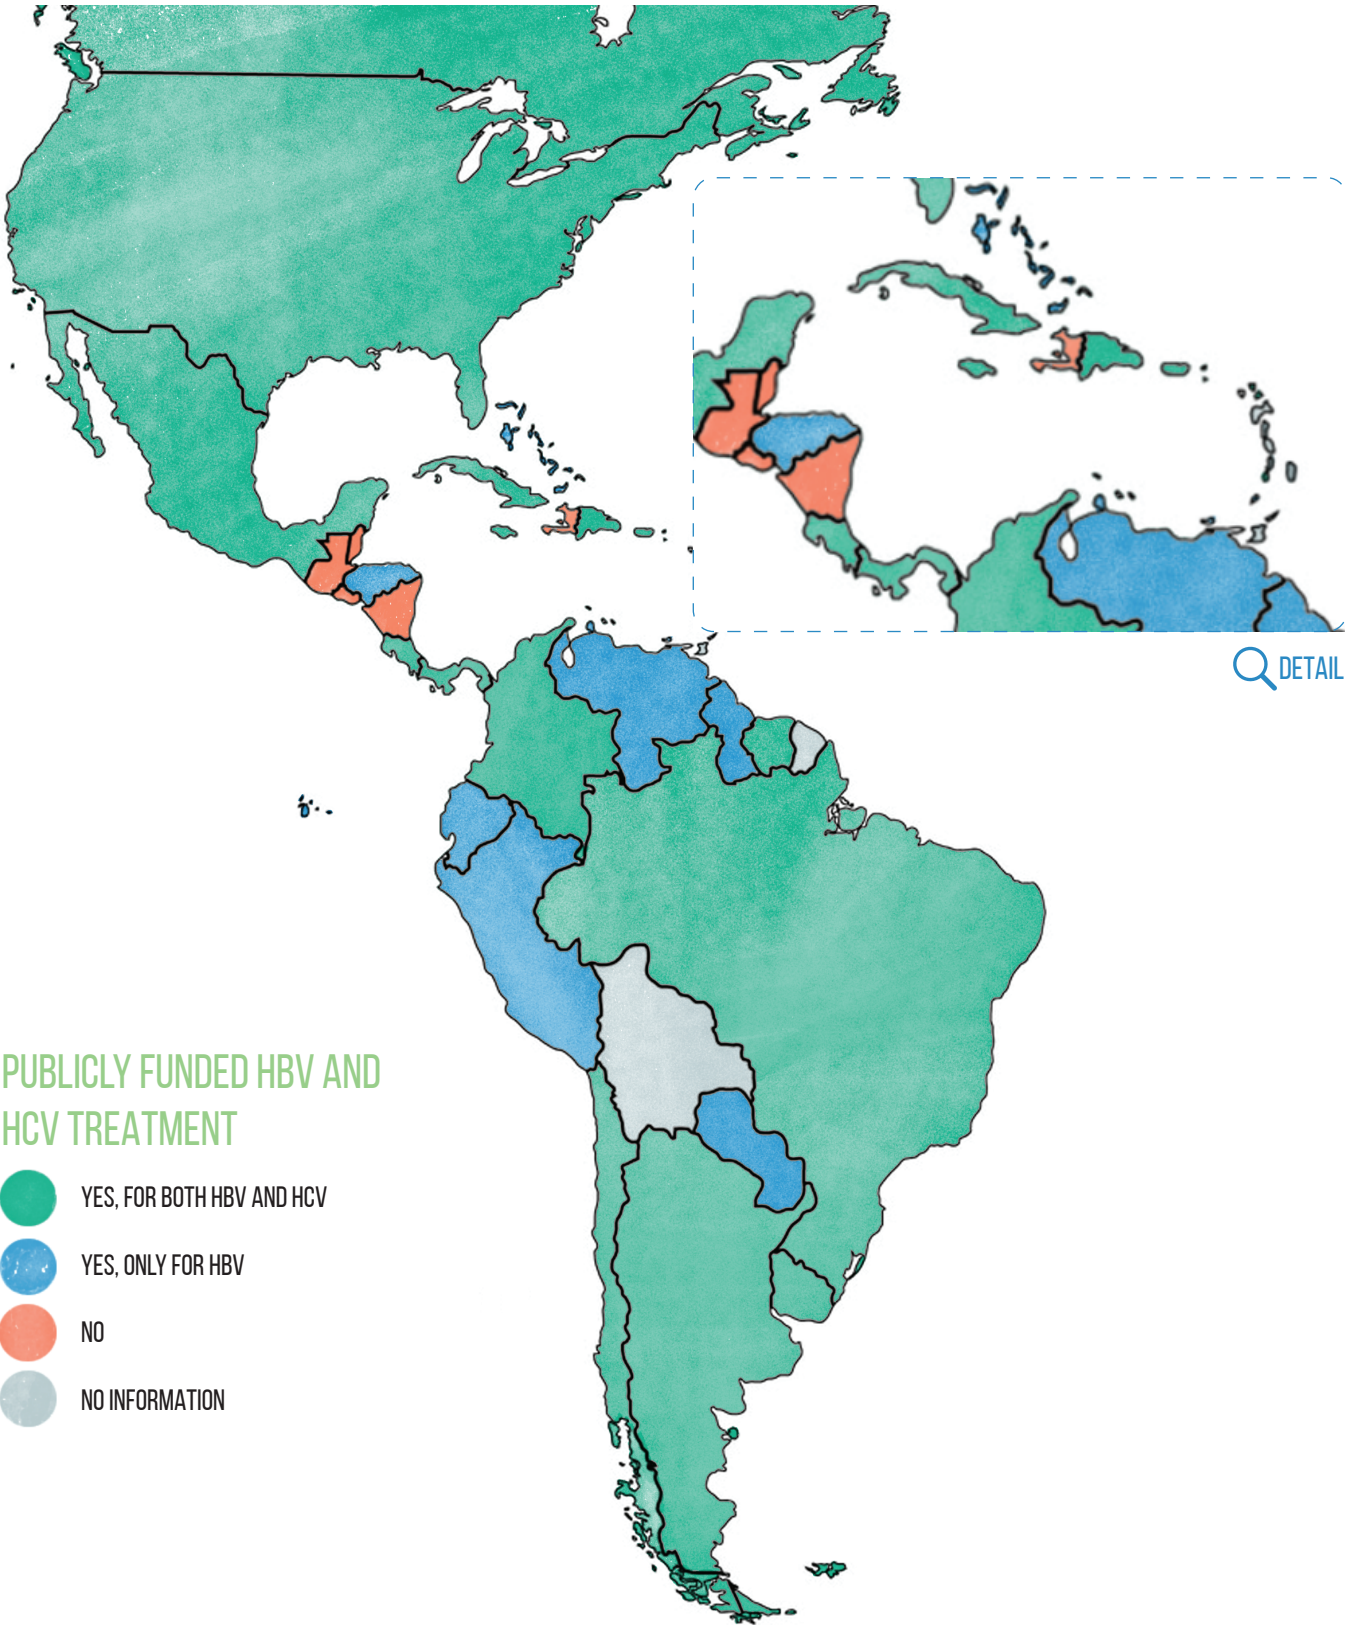 DETAIL
PUBLICLY FUNDED HBV AND
HCV TREATMENT
YES, FOR BOTH HBV AND HCV
YES, ONLY FOR HBV
NO
NO INFORMATION